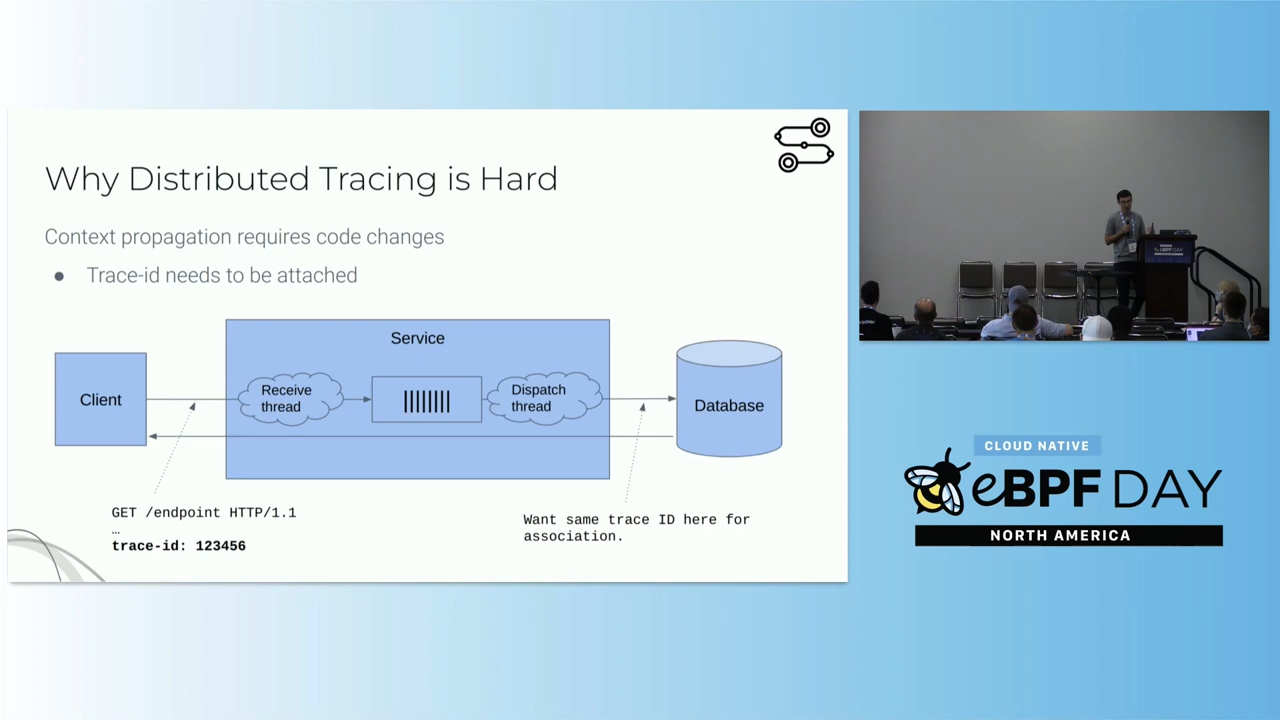 Why Distributed Tracing is Hard
Context propagation requires code changes
● Trace-id needs to be attached
Service
Client
Receive
thread
Dispatch
thread
Database
GET /endpoint HTTP/1.1
…
trace-id: 123456
Want same trace ID here for
association.
eBPF DAY
CLOUD NATIVE
eBPF DAY
NORTH AMERICA